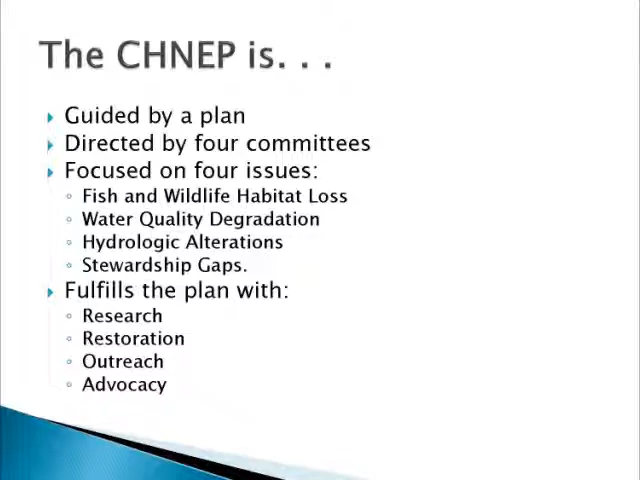 The CHNEP is. . .
Guided by a plan
Directed by four committees
Focused on four issues:
Fish and Wildlife Habitat Loss
Water Quality Degradation
Hydrologic Alterations
Stewardship Gaps.
Fulfills the plan with:
Research
Restoration
Outreach
Advocacy